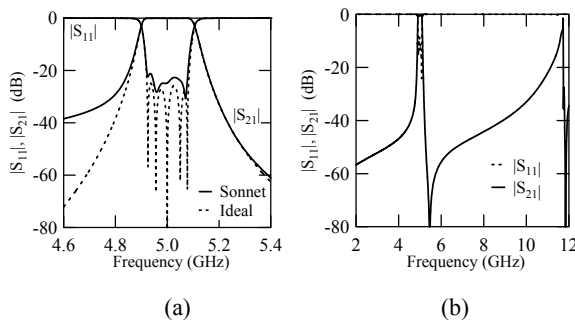 0
-20
-40
-60
-80
|S11|, |S21| (dB)
|S11|
|S21|
Sonnet
Ideal
4.6 4.8 5.0 5.2 5.4
Frequency (GHz)
(a)
0
-20
-40
-60
-80
|S11|, |S21| (dB)
|S11|
|S21|
2 4 6 8 10 12
Frequency (GHz)
(b)